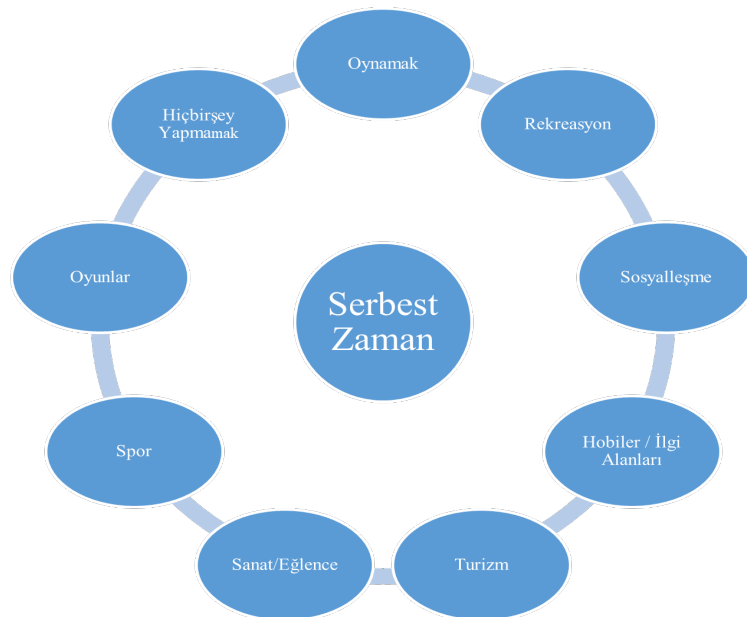 Oynamak
Rekreasyon
Sosyalleşme
Hobiler / İlgi
Alanları
Turizm
Sanat/Eğlence
Spor
Oyunlar
Hiçbirşey
Yapmamak
Serbest
Zaman